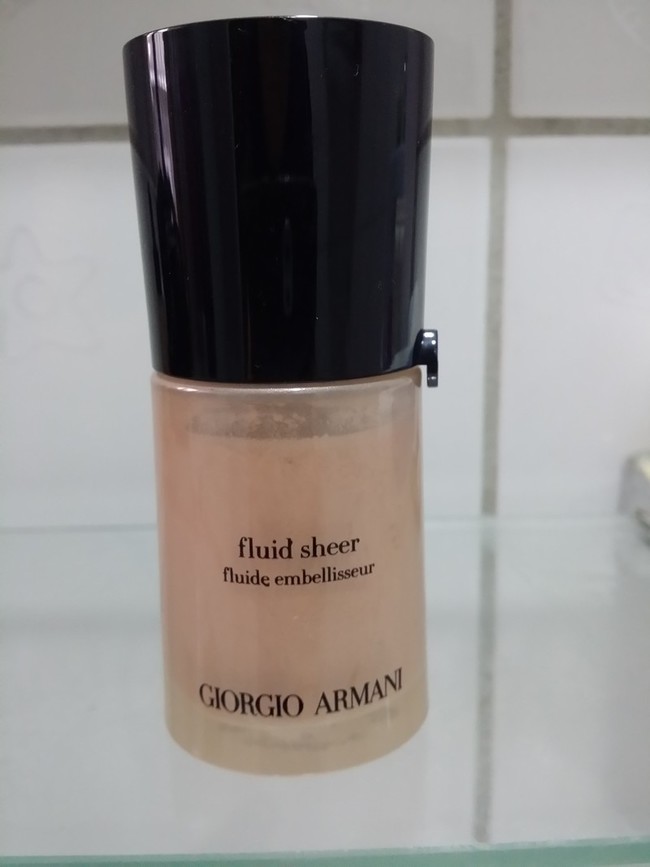 fluid sheer
fluide embellisseur
GIORGIO ARMANI